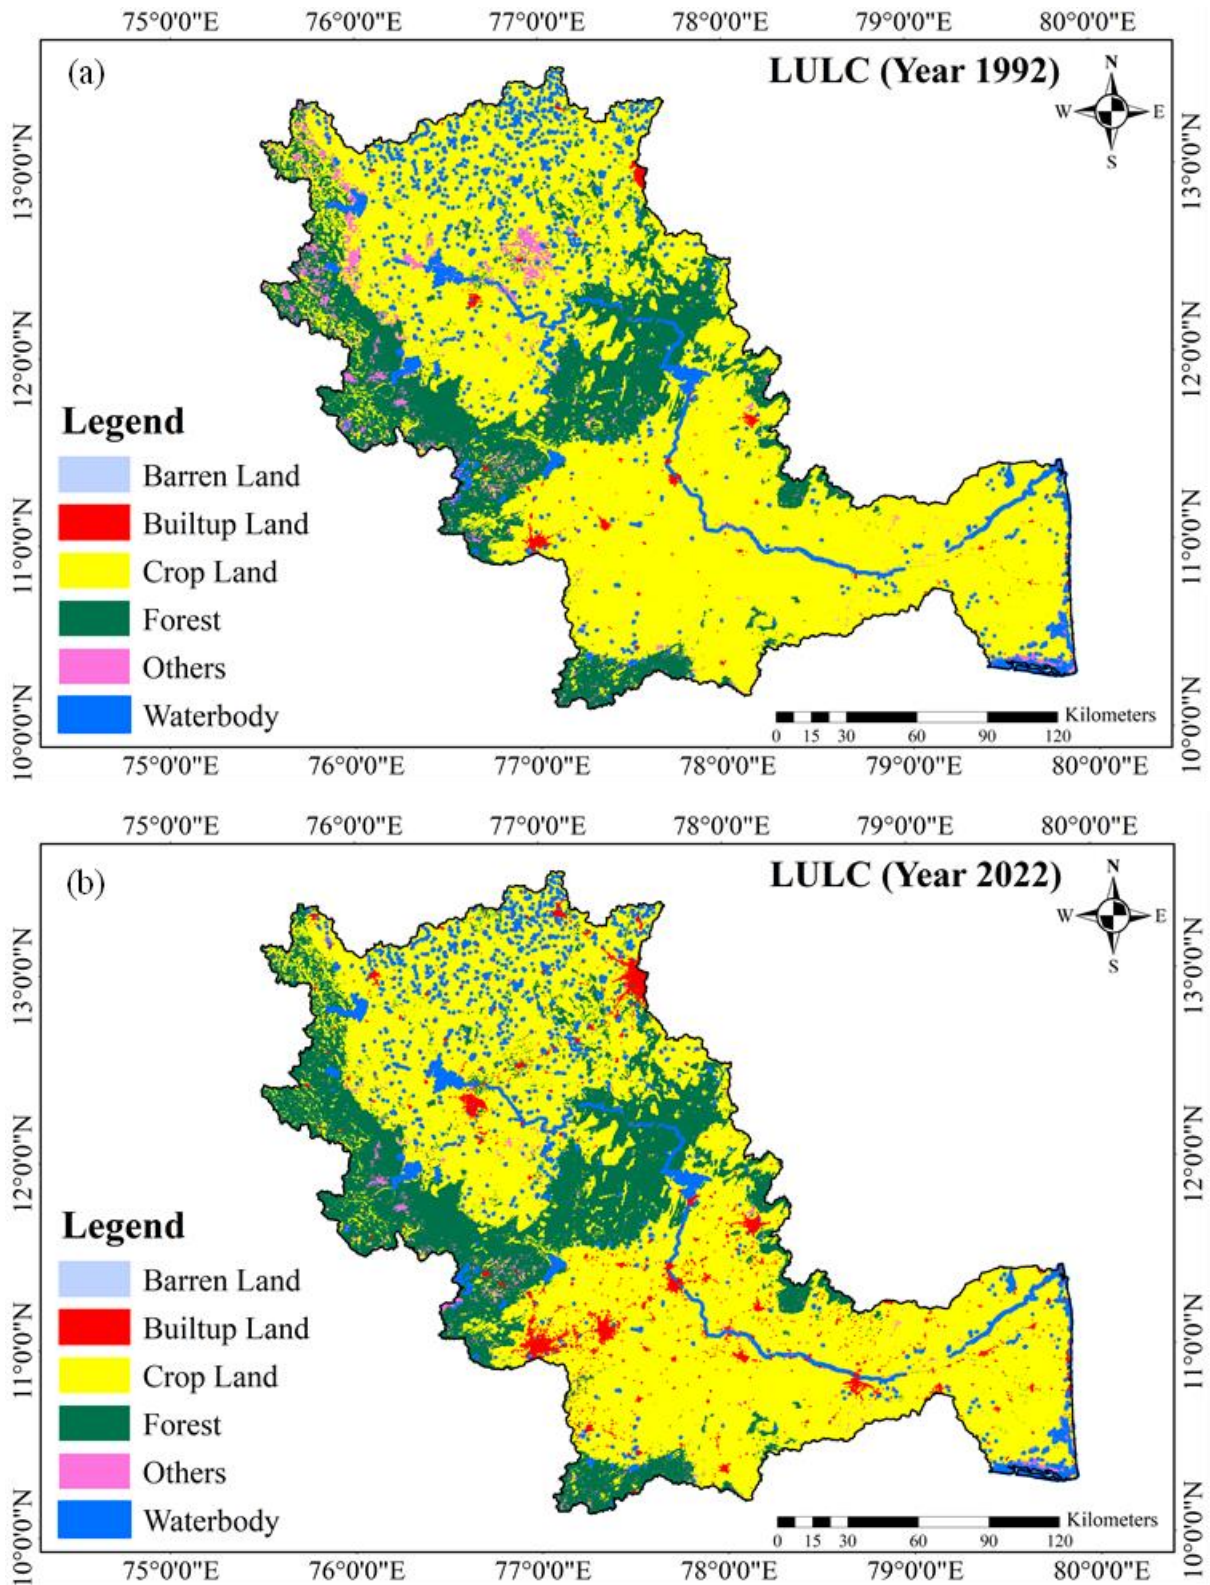 75°0'0"E 76°0'0"E 77°0'0"E 78°0'0"E 79°0'0"E 80°0'0"E
(a)
LULC (Year 1992)
N
W E
S
13°0'0"N 13°0'0"N
12°0'0"N 12°0'0"N
11°0'0"N 11°0'0"N
10°0'0"N 10°0'0"N
Legend
Barren Land
Builtup Land
Crop Land
Forest
Others
Waterbody
Kilometers
0 15 30 60 90 120
75°0'0"E 76°0'0"E 77°0'0"E 78°0'0"E 79°0'0"E 80°0'0"E
75°0'0"E 76°0'0"E 77°0'0"E 78°0'0"E 79°0'0"E 80°0'0"E
(b)
LULC (Year 2022)
N
W E
S
13°0'0"N 13°0'0"N
12°0'0"N 12°0'0"N
11°0'0"N 11°0'0"N
10°0'0"N 10°0'0"N
Legend
Barren Land
Builtup Land
Crop Land
Forest
Others
Waterbody
Kilometers
0 15 30 60 90 120
75°0'0"E 76°0'0"E 77°0'0"E 78°0'0"E 79°0'0"E 80°0'0"E